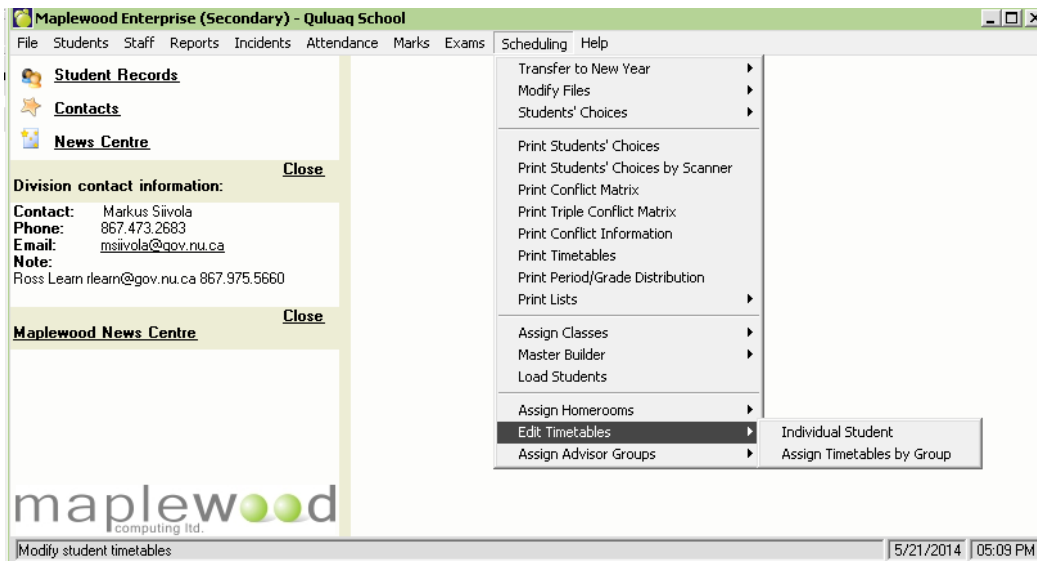 Maplewood Enterprise (Secondary) - Quluaq School
File Students Staff Reports Incidents Attendance Marks Exams Scheduling Help
Student Records
Contacts
News Centre
Close
Division contact information:
Contact: Markus Siivola
Phone: 867.473.2683
Email: msiivola@gov.nu.ca
Note:
Ross Learn rlearn@gov.nu.ca 867.975.5660
Close
Maplewood News Centre
maplewood
computing ltd.
Transfer to New Year
Modify Files
Students' Choices
Print Students' Choices
Print Students' Choices by Scanner
Print Conflict Matrix
Print Triple Conflict Matrix
Print Conflict Information
Print Timetables
Print Period/Grade Distribution
Print Lists
Assign Classes
Master Builder
Load Students
Assign Homerooms
Edit Timetables
Assign Advisor Groups
Individual Student
Assign Timetables by Group
Modify student timetables
5/21/2014 05:09 PM